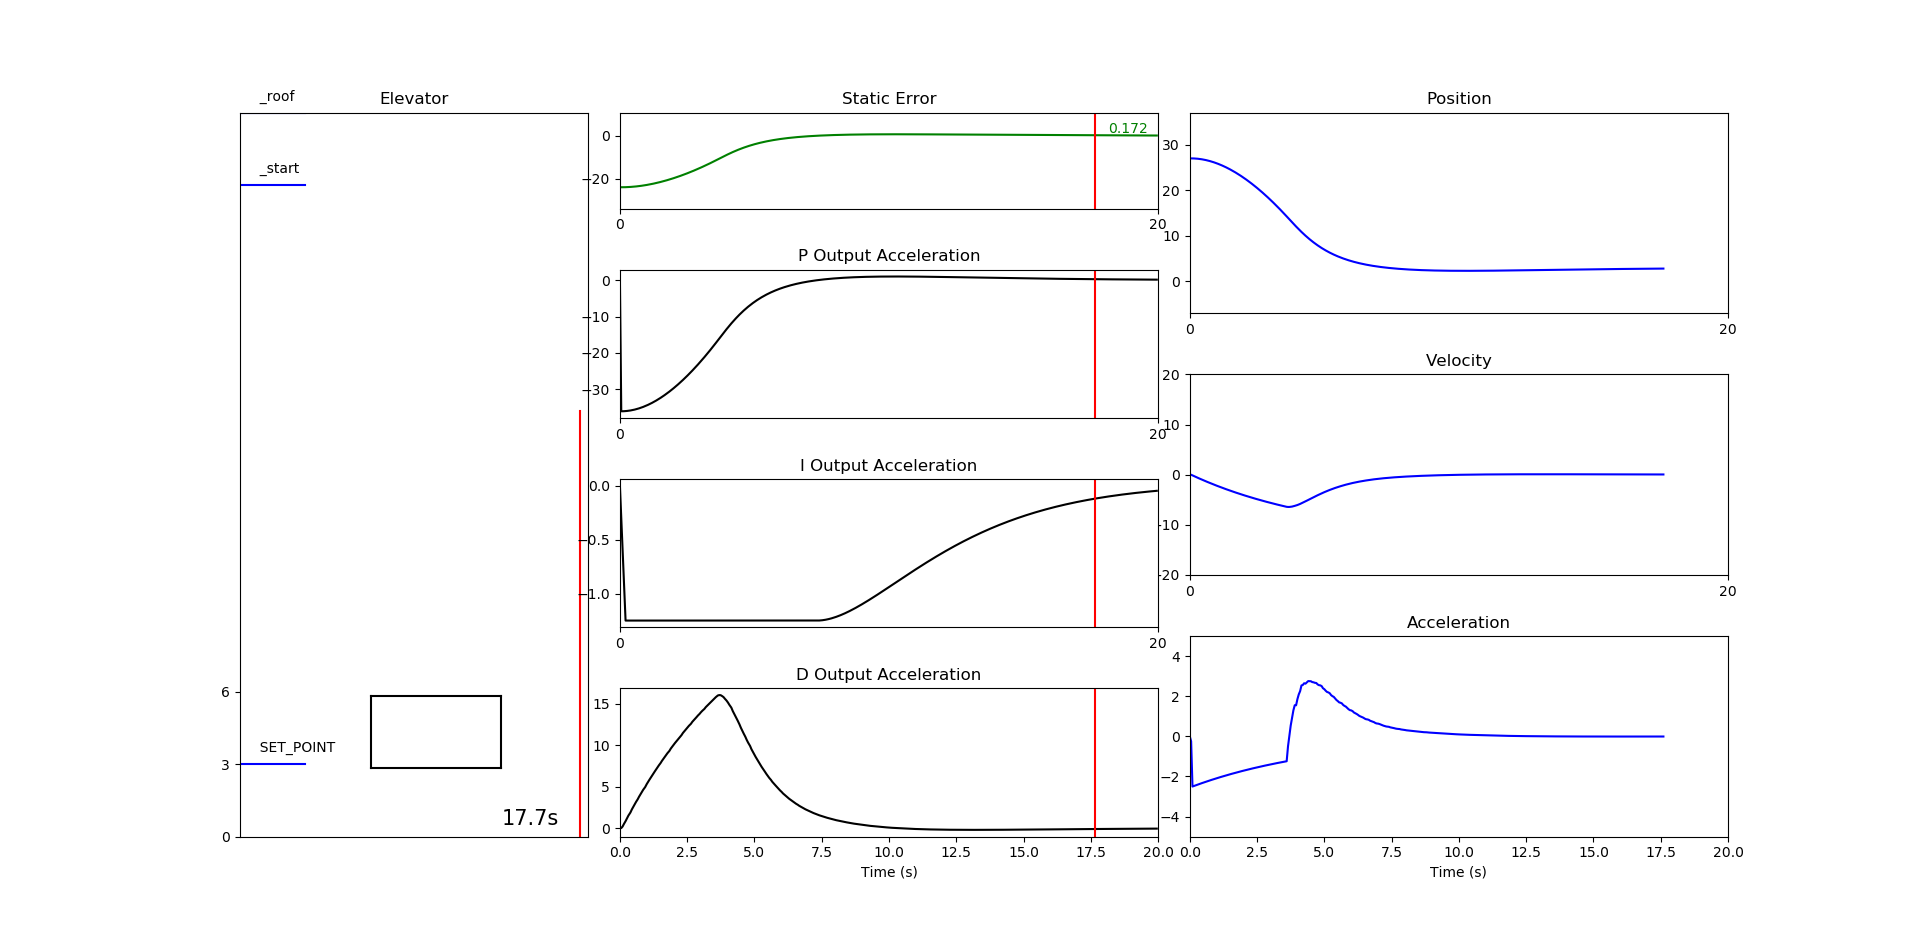 _roof
Elevator
_start
6
SET_POINT
3
17.7s
0
Static Error
0.172
0
−20
0
20
P Output Acceleration
0
−10
−20
−30
0
20
I Output Acceleration
0.0
−0.5
−1.0
0
20
D Output Acceleration
15
10
5
0
0.0 2.5 5.0 7.5 10.0 12.5 15.0 17.5 20.0
Time (s)
Position
30
20
10
0
0
20
Velocity
20
10
0
-10
-20
0
20
Acceleration
4
2
0
−2
−4
0.0 2.5 5.0 7.5 10.0 12.5 15.0 17.5 20.0
Time (s)